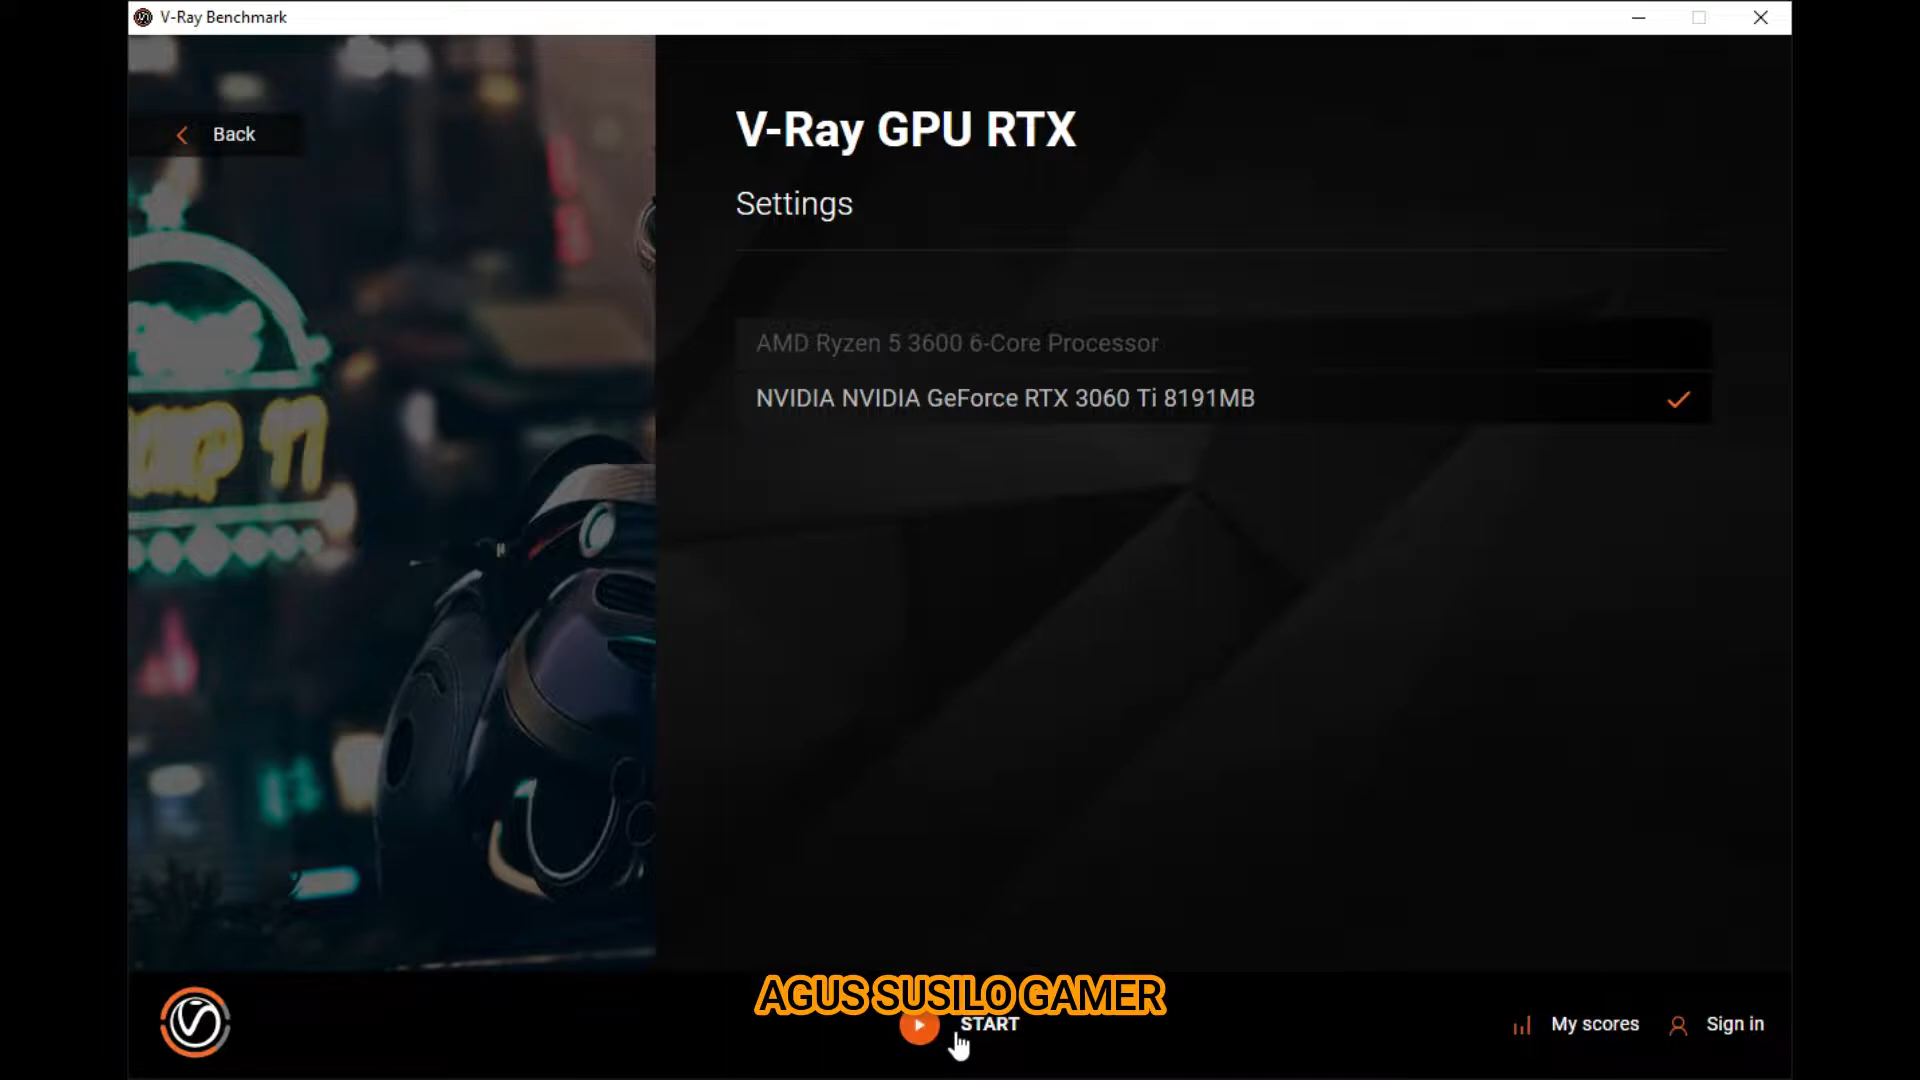 V-Ray Benchmark
Back
V-Ray GPU RTX
Settings
AMD Ryzen 5 3600 6-Core Processor
NVIDIA NVIDIA GeForce RTX 3060 Ti 8191MB
AGUS SUSILO GAMER
START
My scores
Sign in